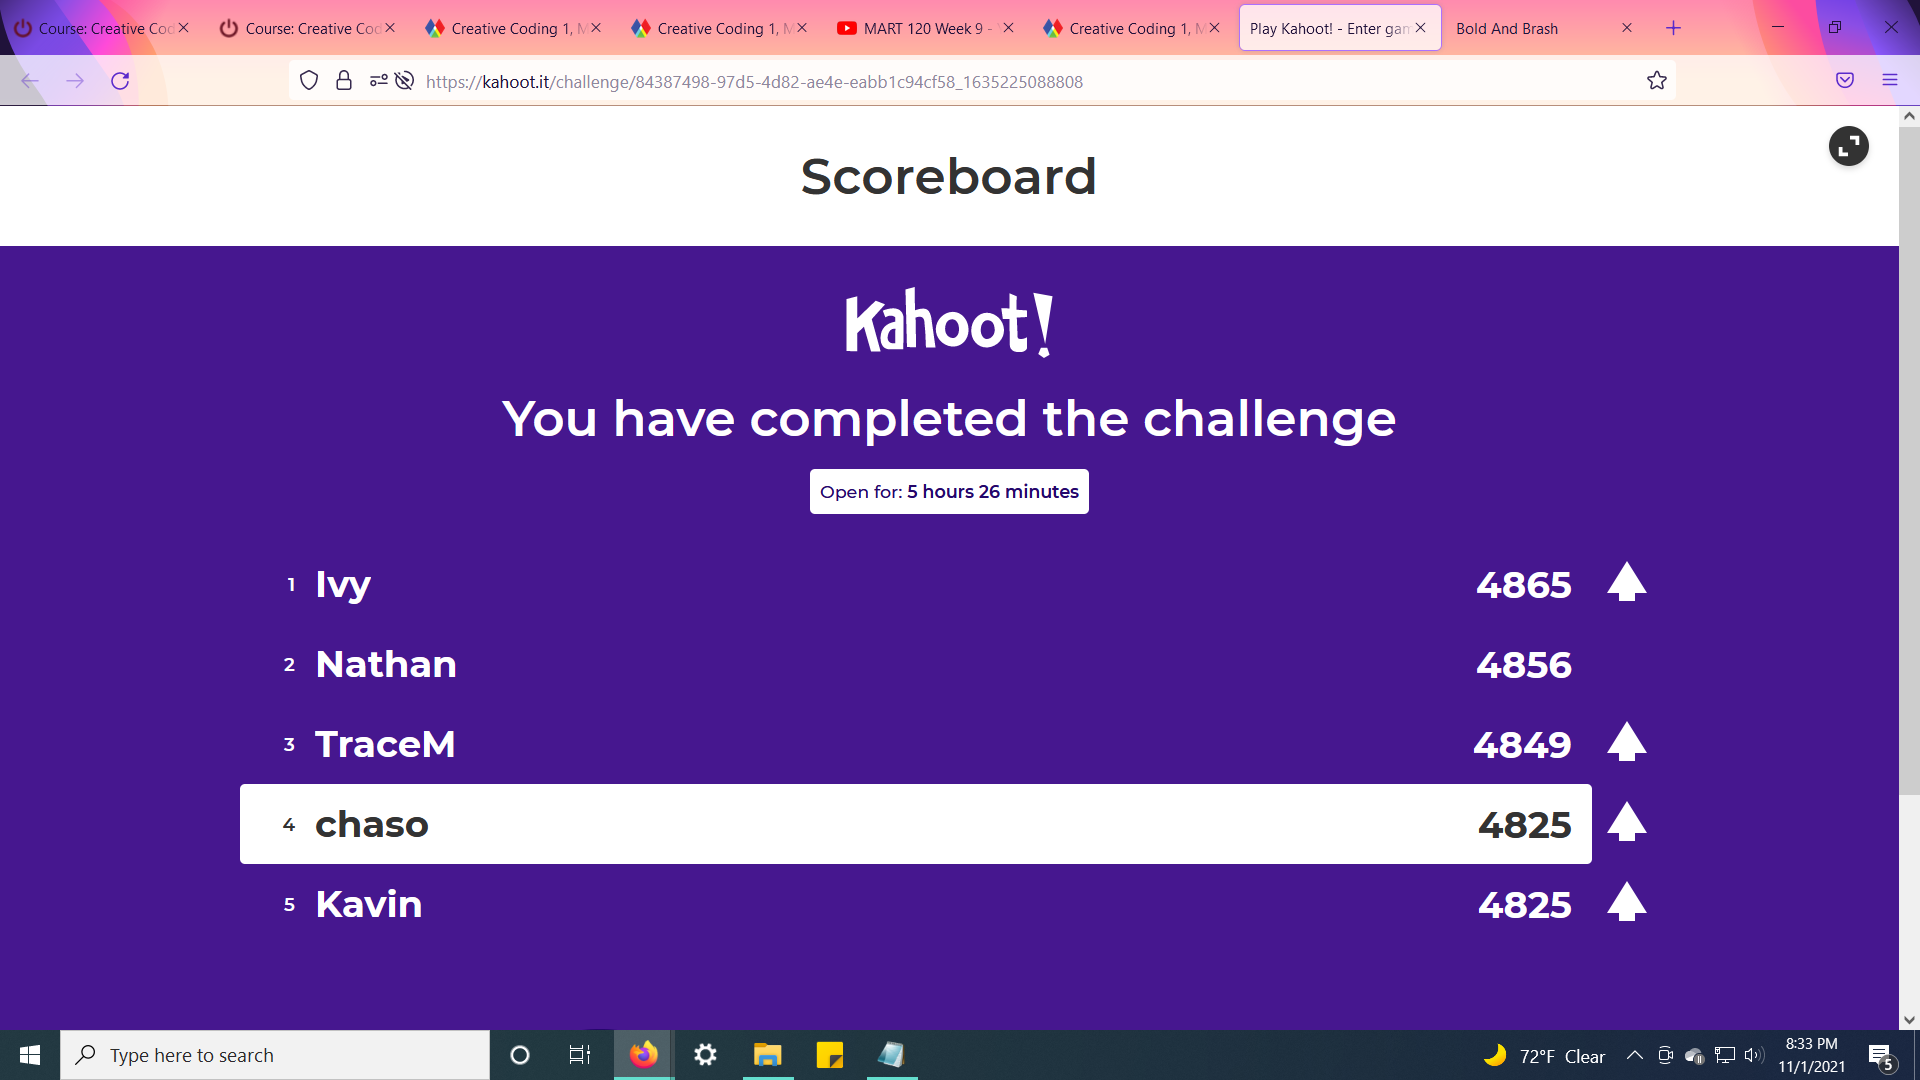 Course: Creative Cod
Course: Creative Cod
Creative Coding 1, M
Creative Coding 1, M
MART 120 Week 9 -
Creative Coding 1, M
Play Kahoot! - Enter gam
Bold And Brash
https://kahoot.it/challenge/84387498-97d5-4d82-ae4e-eabb1c94cf58_1635225088808
Scoreboard
Kahoot!
You have completed the challenge
Open for: 5 hours 26 minutes
1 Ivy 4865
2 Nathan 4856
3 TraceM 4849
4 chaso 4825
5 Kavin 4825
Type here to search
72°F Clear
8:33 PM
11/1/2021
5